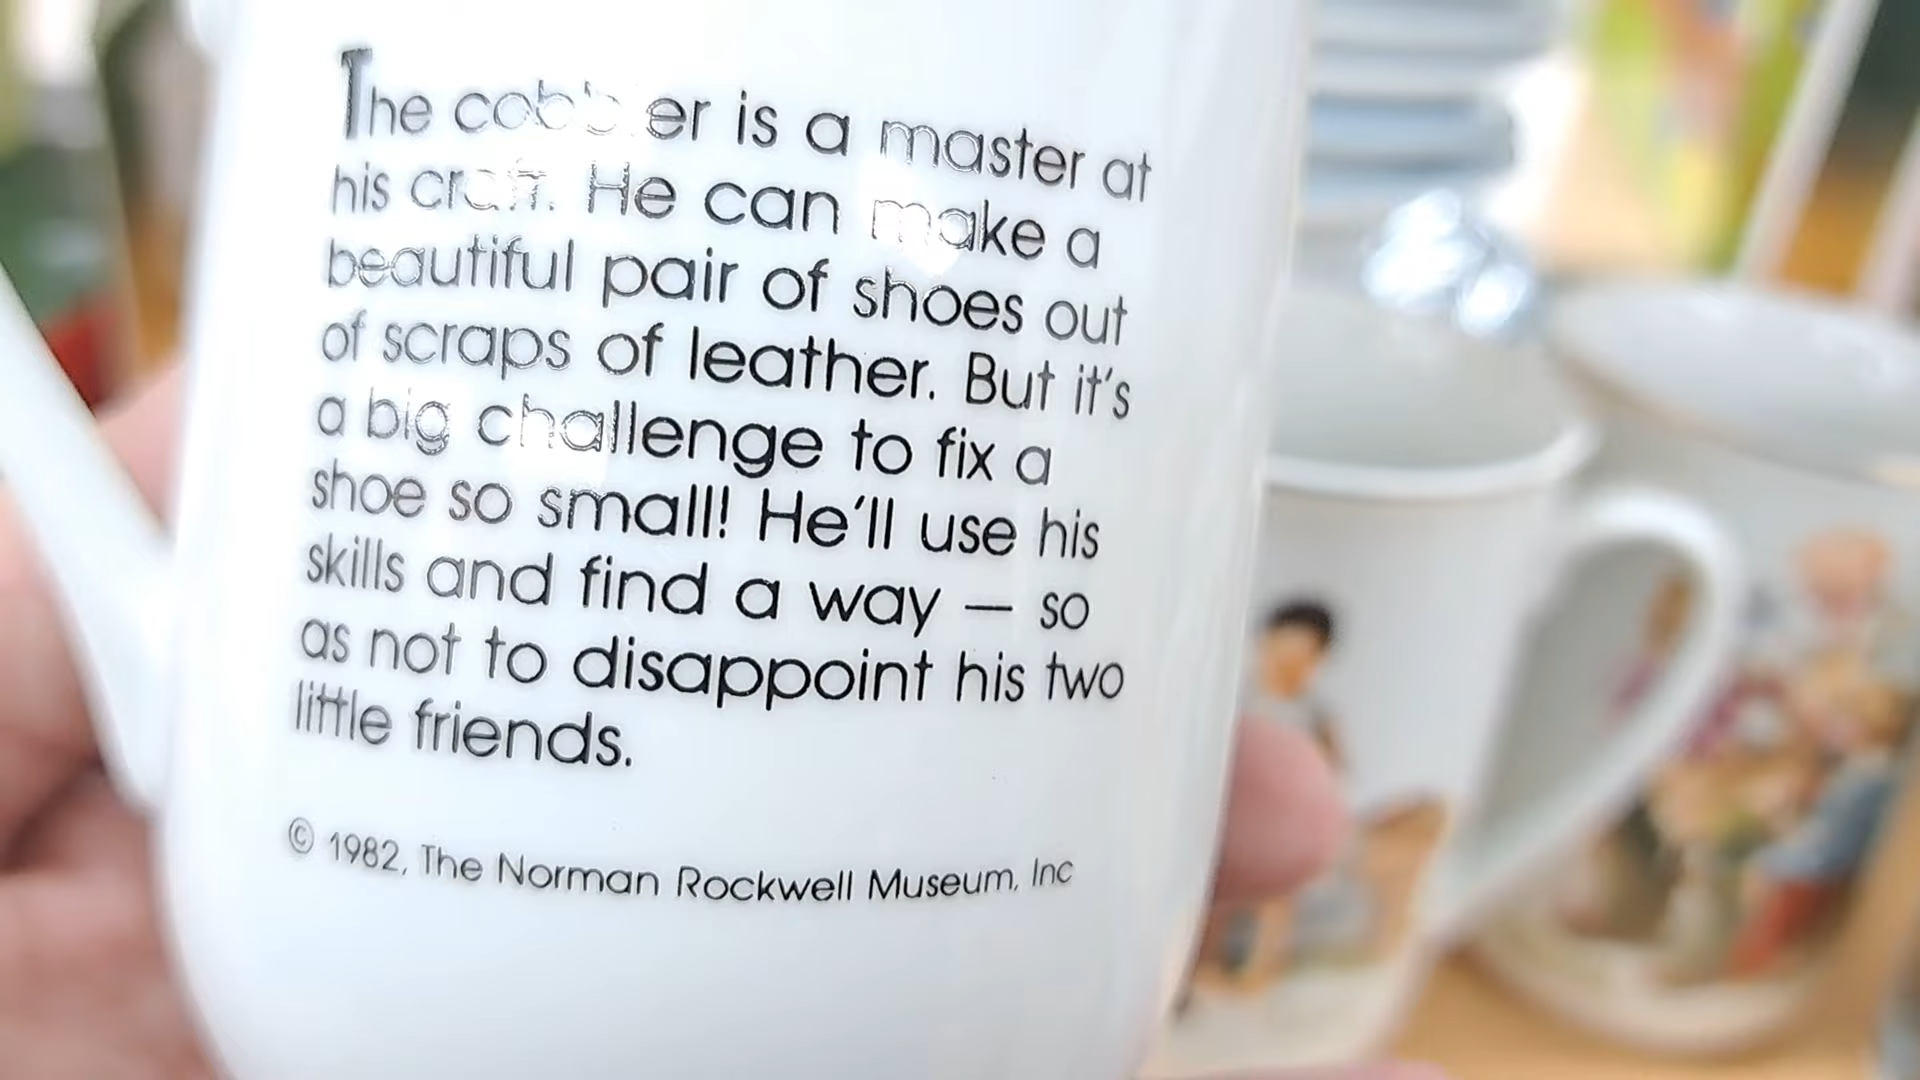 The cobbler is a master at
his craft. He can make a
beautiful pair of shoes out
of scraps of leather. But it's
a big challenge to fix a
shoe so small! He'll use his
skills and find a way — so
as not to disappoint his two
little friends.
© 1982, The Norman Rockwell Museum, Inc